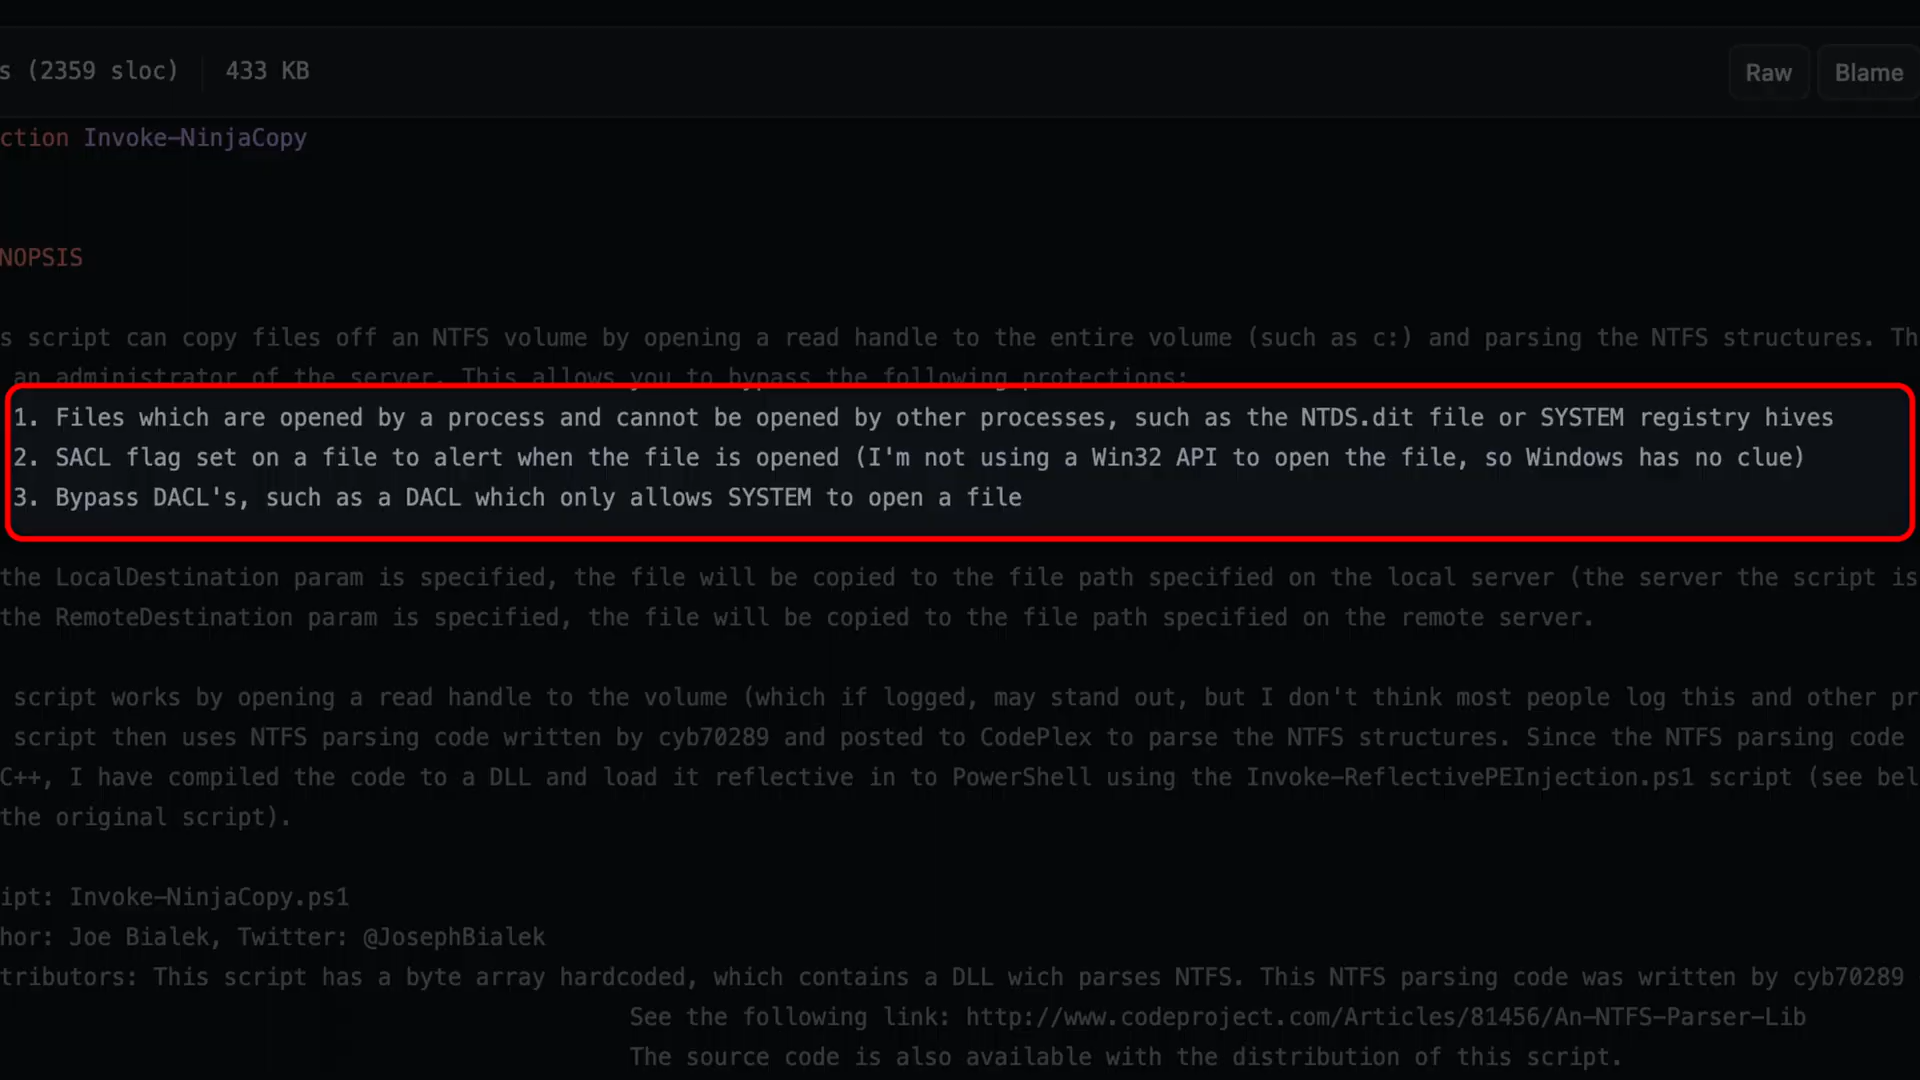 s (2359 sloc) 433 KB Raw Blame
ction Invoke-NinjaCopy
NOPSIS
s script can copy files off an NTFS volume by opening a read handle to the entire volume (such as c:) and parsing the NTFS structures. Th
an administrator of the server. This allows you to bypass the following protections:
1. Files which are opened by a process and cannot be opened by other processes, such as the NTDS.dit file or SYSTEM registry hives
2. SACL flag set on a file to alert when the file is opened (I'm not using a Win32 API to open the file, so Windows has no clue)
3. Bypass DACL's, such as a DACL which only allows SYSTEM to open a file
the LocalDestination param is specified, the file will be copied to the file path specified on the local server (the server the script is
the RemoteDestination param is specified, the file will be copied to the file path specified on the remote server.
script works by opening a read handle to the volume (which if logged, may stand out, but I don't think most people log this and other pr
script then uses NTFS parsing code written by cyb70289 and posted to CodePlex to parse the NTFS structures. Since the NTFS parsing code
C++, I have compiled the code to a DLL and load it reflective in to PowerShell using the Invoke-ReflectivePEInjection.ps1 script (see bel
the original script).
ipt: Invoke-NinjaCopy.ps1
hor: Joe Bialek, Twitter: @JosephBialek
tributors: This script has a byte array hardcoded, which contains a DLL wich parses NTFS. This NTFS parsing code was written by cyb70289
See the following link: http://www.codeproject.com/Articles/81456/An-NTFS-Parser-Lib
The source code is also available with the distribution of this script.